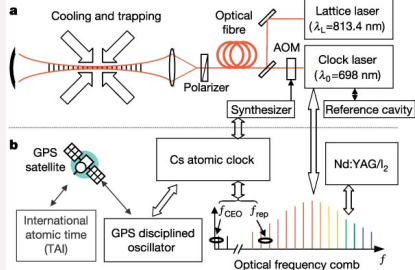 a
Cooling and trapping
Optical
fibre
AOM
Polarizer
Lattice laser
(λL=813.4 nm)
Clock laser
(λ0=698 nm)
Synthesizer
Reference cavity
b
GPS
satellite
Cs atomic clock
Nd:YAG/I2
International
atomic time
(TAI)
GPS disciplined
oscillator
fCEO
frep
f
Optical frequency comb